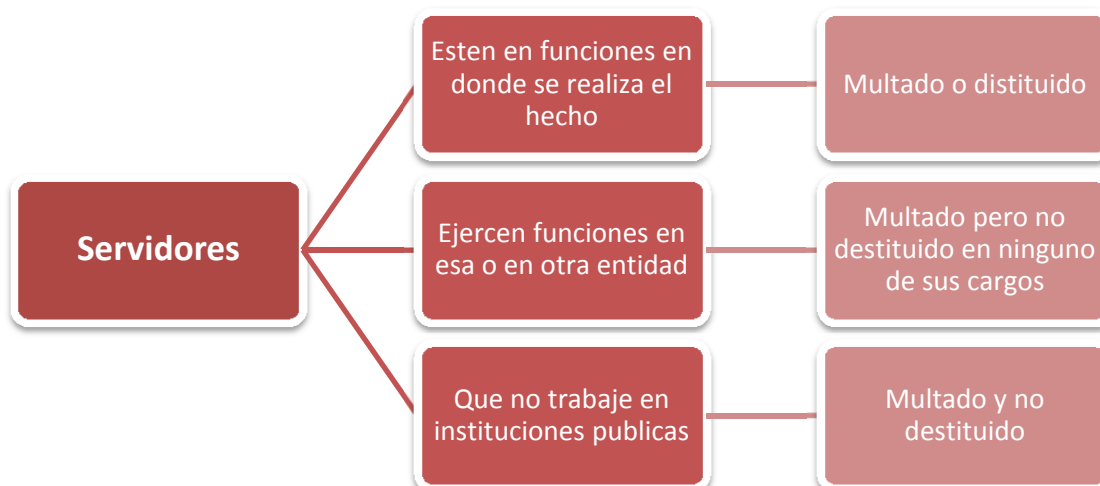 Servidores
Esten en funciones en
donde se realiza el
hecho
Multado o distituido
Ejercen funciones en
esa o en otra entidad
Multado pero no
destituido en ninguno
de sus cargos
Que no trabaje en
instituciones publicas
Multado y no
destituido